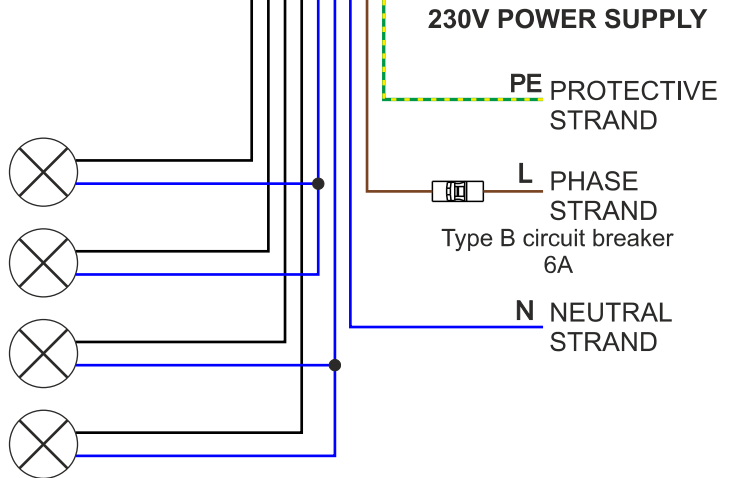 230V POWER SUPPLY
PE PROTECTIVE
STRAND
L PHASE
STRAND
Type B circuit breaker
6A
N NEUTRAL
STRAND